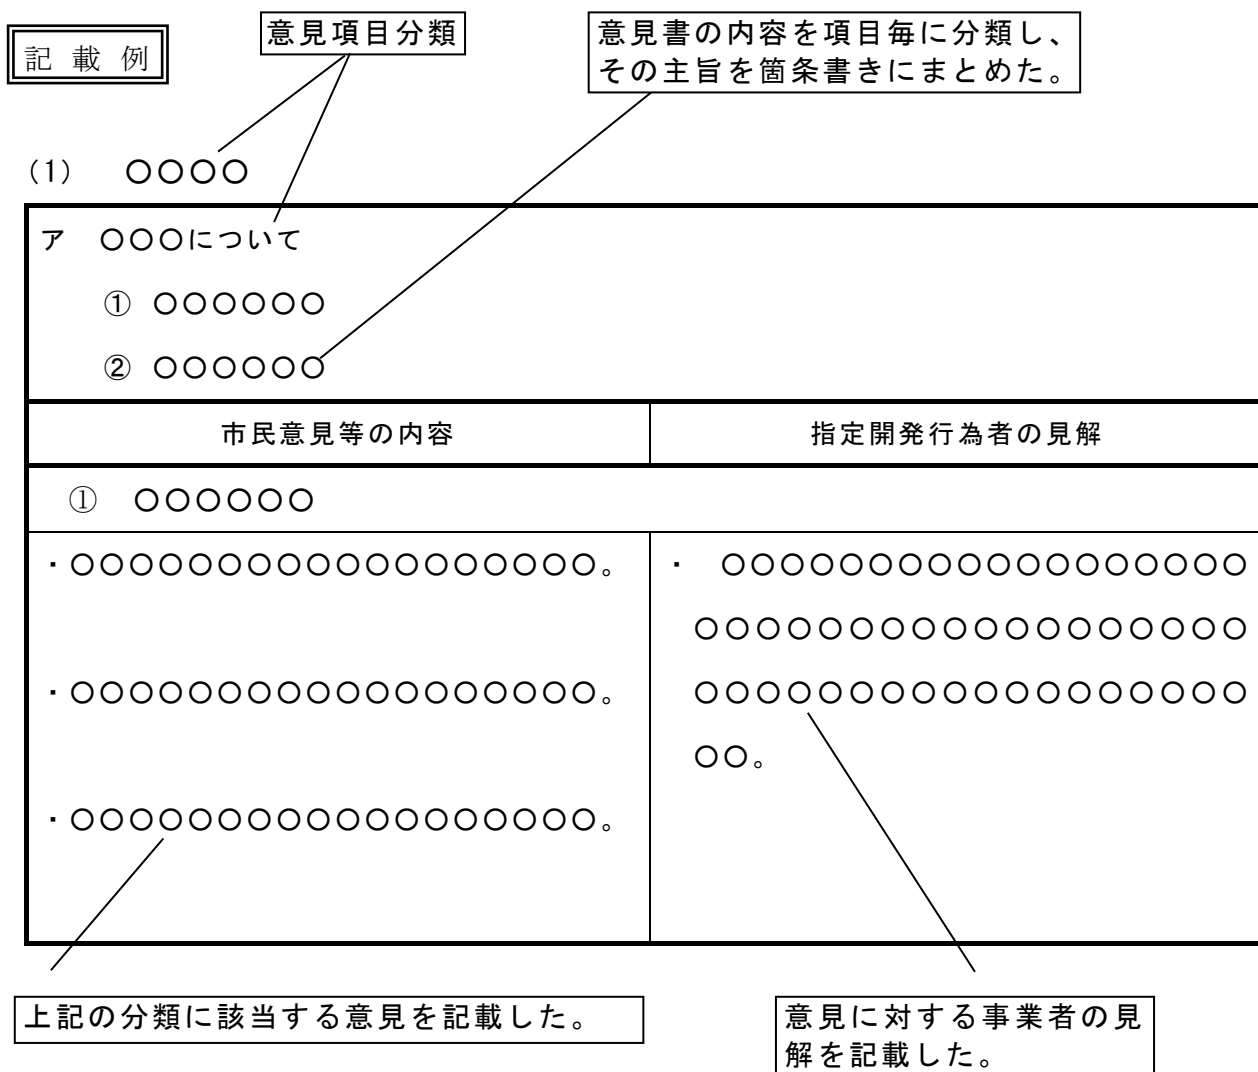 記載例
意見項目分類
意見書の内容を項目毎に分類し、
その主旨を箇条書きにまとめた。
(1)　○○○○
ア　○○○について
① ○○○○○○
② ○○○○○○
市民意見等の内容
指定開発行為者の見解
①　○○○○○○
・○○○○○○○○○○○○○○○○○○。
・○○○○○○○○○○○○○○○○○○。
・○○○○○○○○○○○○○○○○○○。
・　○○○○○○○○○○○○○○○○○○
○○○○○○○○○○○○○○○○○○
○○○○○○○○○○○○○○○○○○
○○。
上記の分類に該当する意見を記載した。
意見に対する事業者の見
解を記載した。